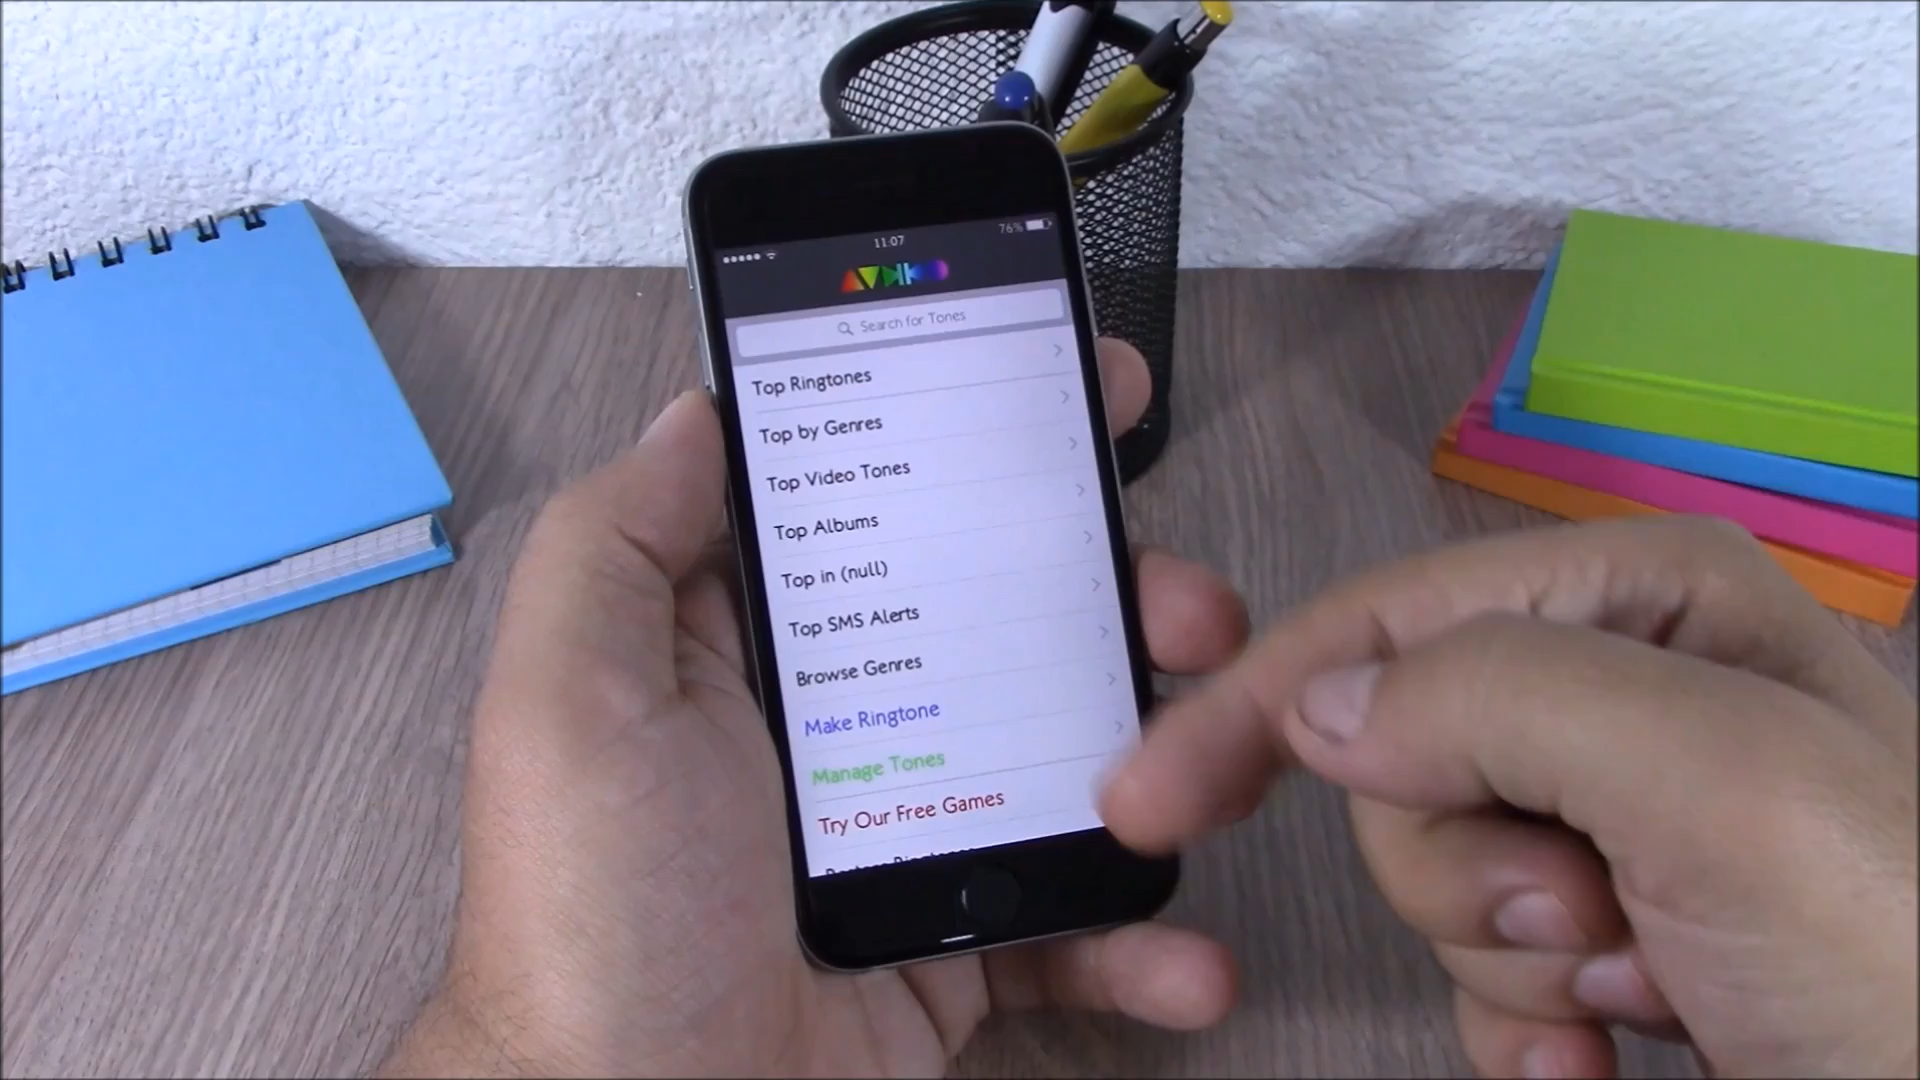 11:07
76%
Search for Tones
Top Ringtones
Top by Genres
Top Video Tones
Top Albums
Top in (null)
Top SMS Alerts
Browse Genres
Make Ringtone
Manage Tones
Try Our Free Games